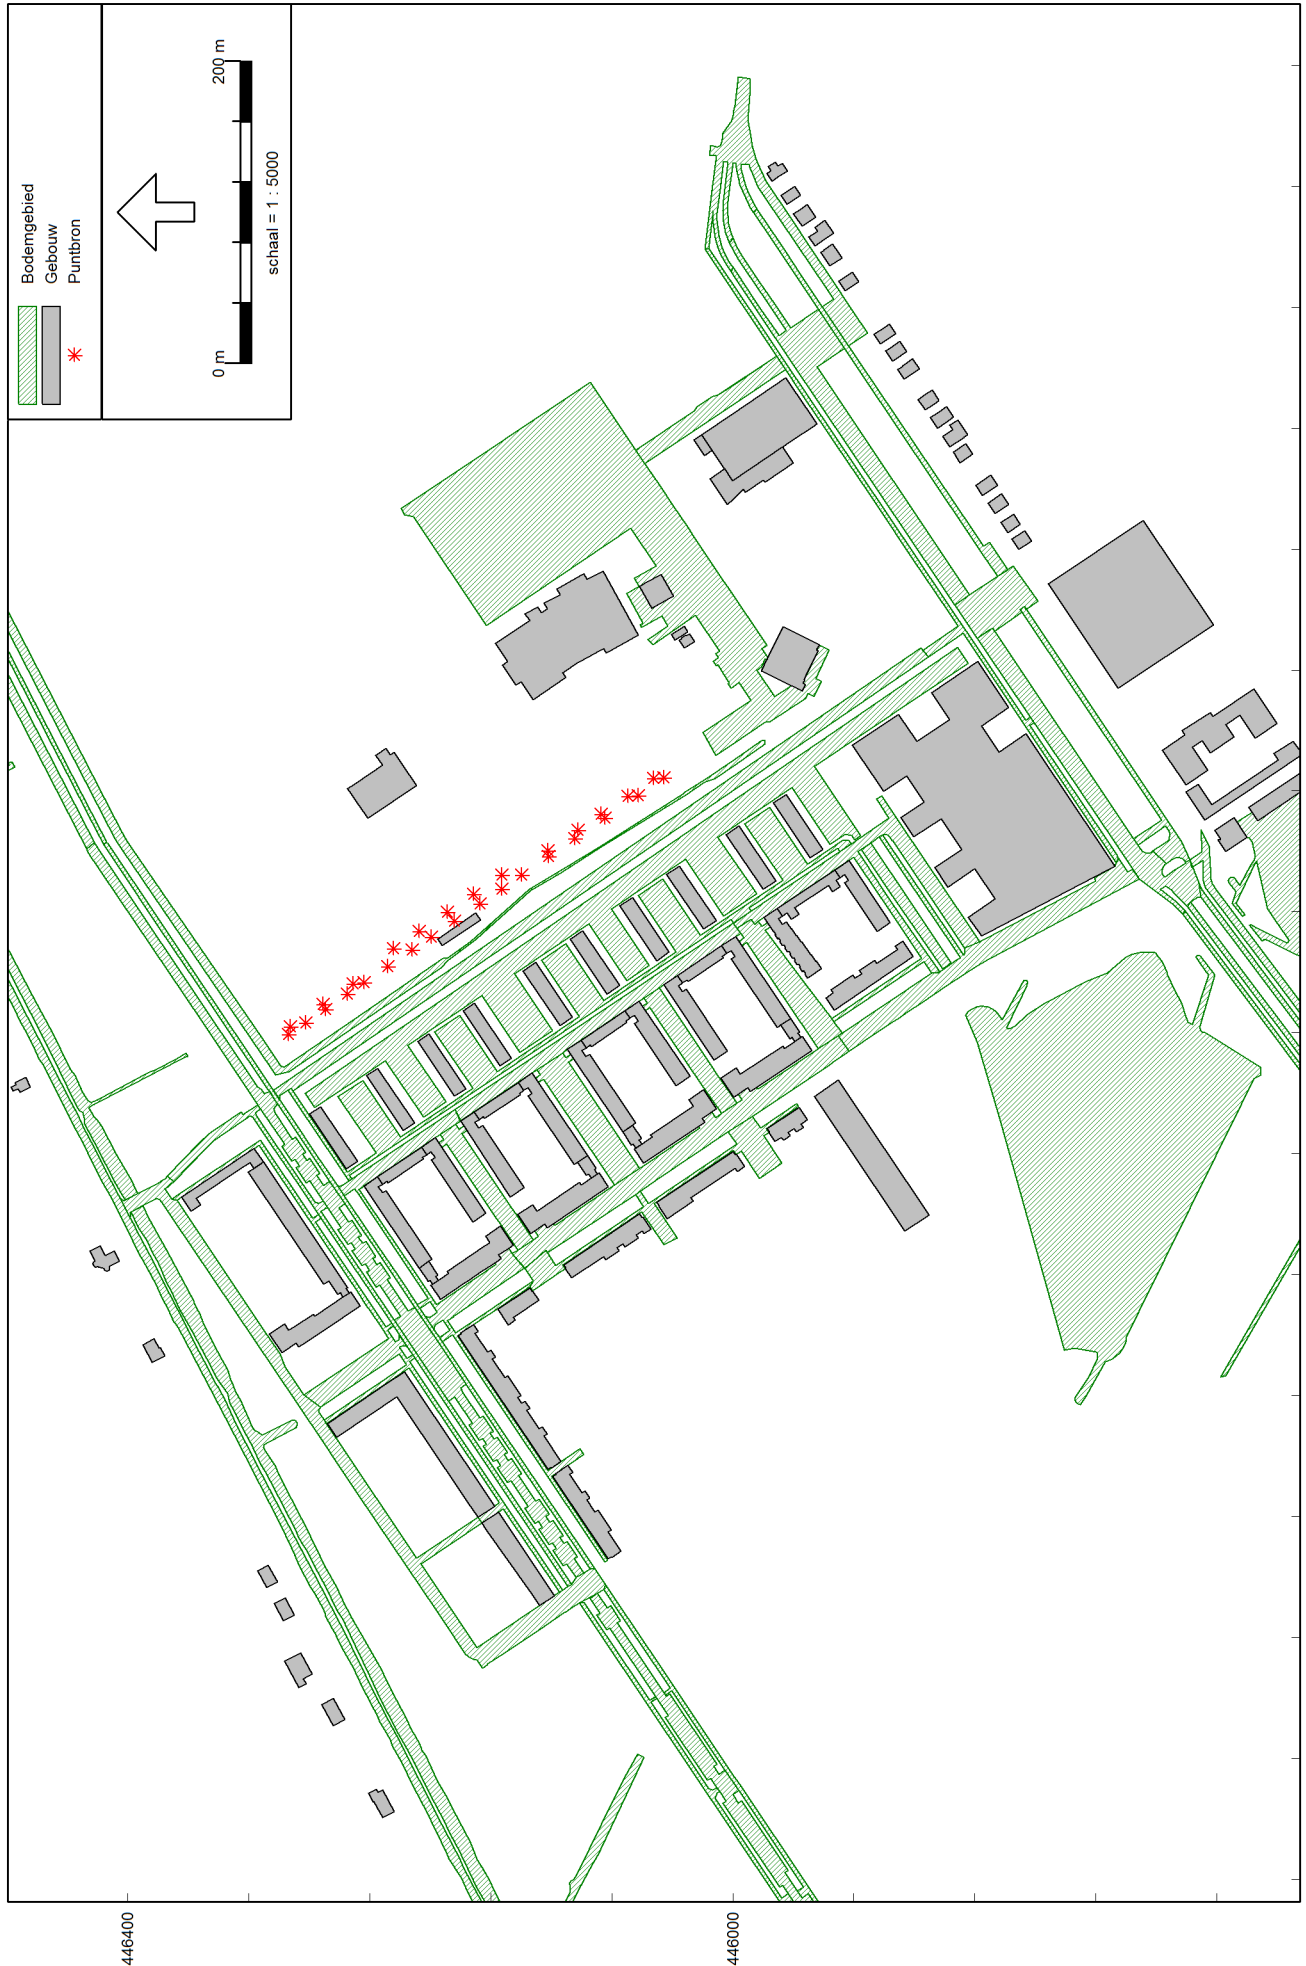 Bodemgebied
Gebouw
Puntbron
0 m
200 m
schaal = 1 : 5000
446400
446000